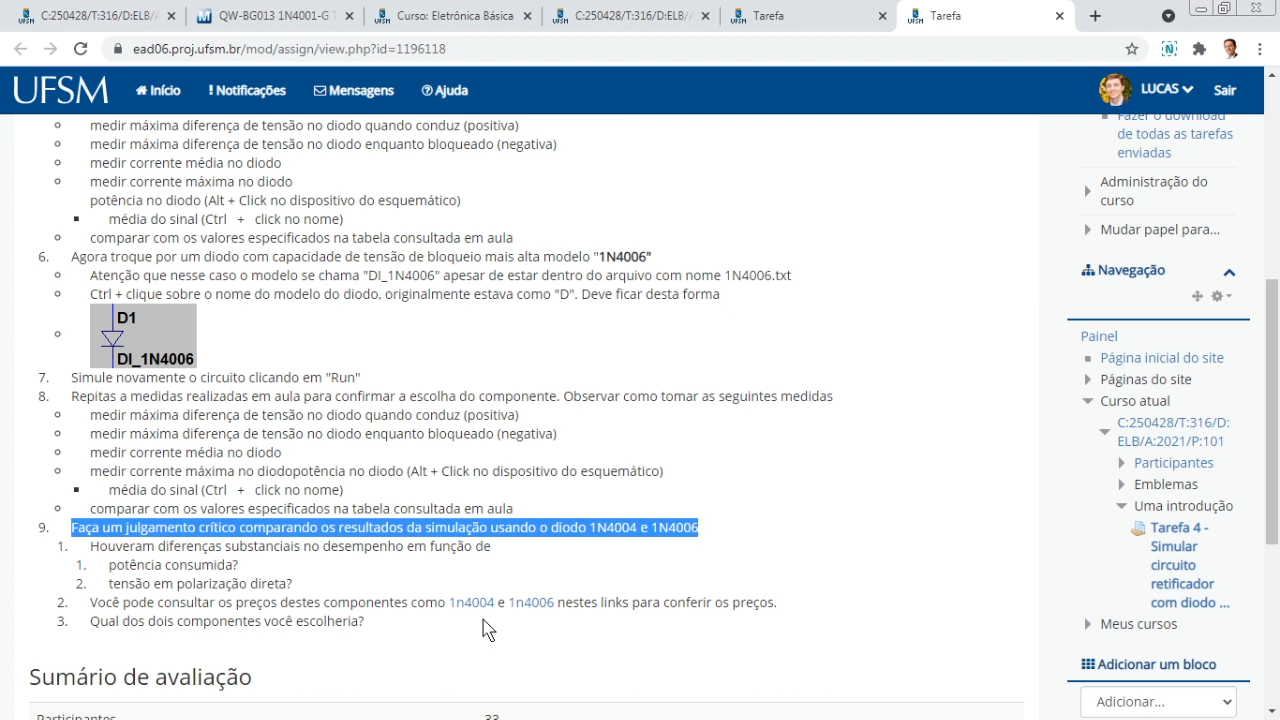 C:250428/T:316/D:ELB/
QW-BG013 1N4001-G T
Curso: Eletrônica Básica
C:250428/T:316/D:ELB/
Tarefa
Tarefa
ead06.proj.ufsm.br/mod/assign/view.php?id=1196118
UFSM
Início
Notificações
Mensagens
Ajuda
LUCAS
Sair
medir máxima diferença de tensão no diodo quando conduz (positiva)
medir máxima diferença de tensão no diodo enquanto bloqueado (negativa)
medir corrente média no diodo
medir corrente máxima no diodo
potência no diodo (Alt + Click no dispositivo do esquemático)
média do sinal (Ctrl + click no nome)
comparar com os valores especificados na tabela consultada em aula
6. Agora troque por um diodo com capacidade de tensão de bloqueio mais alta modelo "1N4006"
Atenção que nesse caso o modelo se chama "DI_1N4006" apesar de estar dentro do arquivo com nome 1N4006.txt
Ctrl + clique sobre o nome do modelo do diodo, originalmente estava como "D". Deve ficar desta forma
D1
DI_1N4006
7. Simule novamente o circuito clicando em "Run"
8. Repitas a medidas realizadas em aula para confirmar a escolha do componente. Observar como tomar as seguintes medidas
medir máxima diferença de tensão no diodo quando conduz (positiva)
medir máxima diferença de tensão no diodo enquanto bloqueado (negativa)
medir corrente média no diodo
medir corrente máxima no diodopotência no diodo (Alt + Click no dispositivo do esquemático)
média do sinal (Ctrl + click no nome)
comparar com os valores especificados na tabela consultada em aula
9. Faça um julgamento crítico comparando os resultados da simulação usando o diodo 1N4004 e 1N4006
1. Houveram diferenças substanciais no desempenho em função de
1. potência consumida?
2. tensão em polarização direta?
2. Você pode consultar os preços destes componentes como 1n4004 e 1n4006 nestes links para conferir os preços.
3. Qual dos dois componentes você escolheria?
Sumário de avaliação
Participantes
33
Fazer o download
de todas as tarefas
enviadas
Administração do
curso
Mudar papel para...
Navegação
Painel
Página inicial do site
Páginas do site
Curso atual
C:250428/T:316/D:
ELB/A:2021/P:101
Participantes
Emblemas
Uma introdução
Tarefa 4 -
Simular
circuito
retificador
com diodo ...
Meus cursos
Adicionar um bloco
Adicionar...